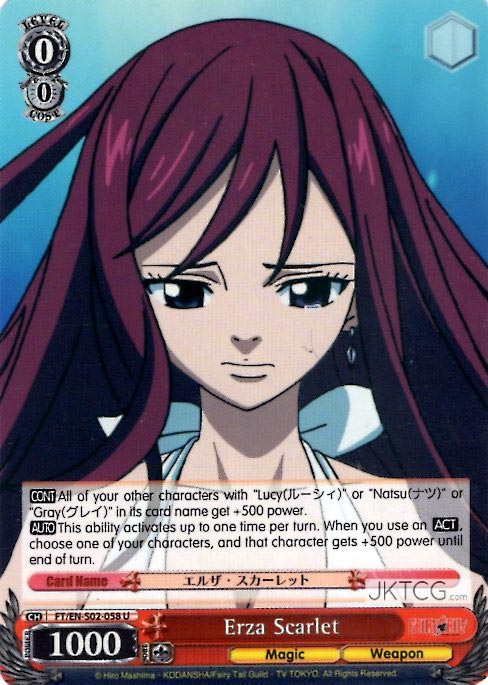 LEVEL
0
0
COST
CONT All of your other characters with "Lucy(ルーシィ)" or "Natsu(ナツ)" or
"Gray(グレイ)" in its card name get +500 power.
AUTO This ability activates up to one time per turn. When you use an ACT,
choose one of your characters, and that character gets +500 power until
end of turn.
Card Name エルザ・スカーレット
JKTCG.com
CH FT/EN-S02-058 U
POWER 1000
Erza Scarlet
FAIRY TAIL
Magic Weapon
© Hiro Mashima・KODANSHA/Fairy Tail Guild・TV TOKYO. All Rights Reserved.